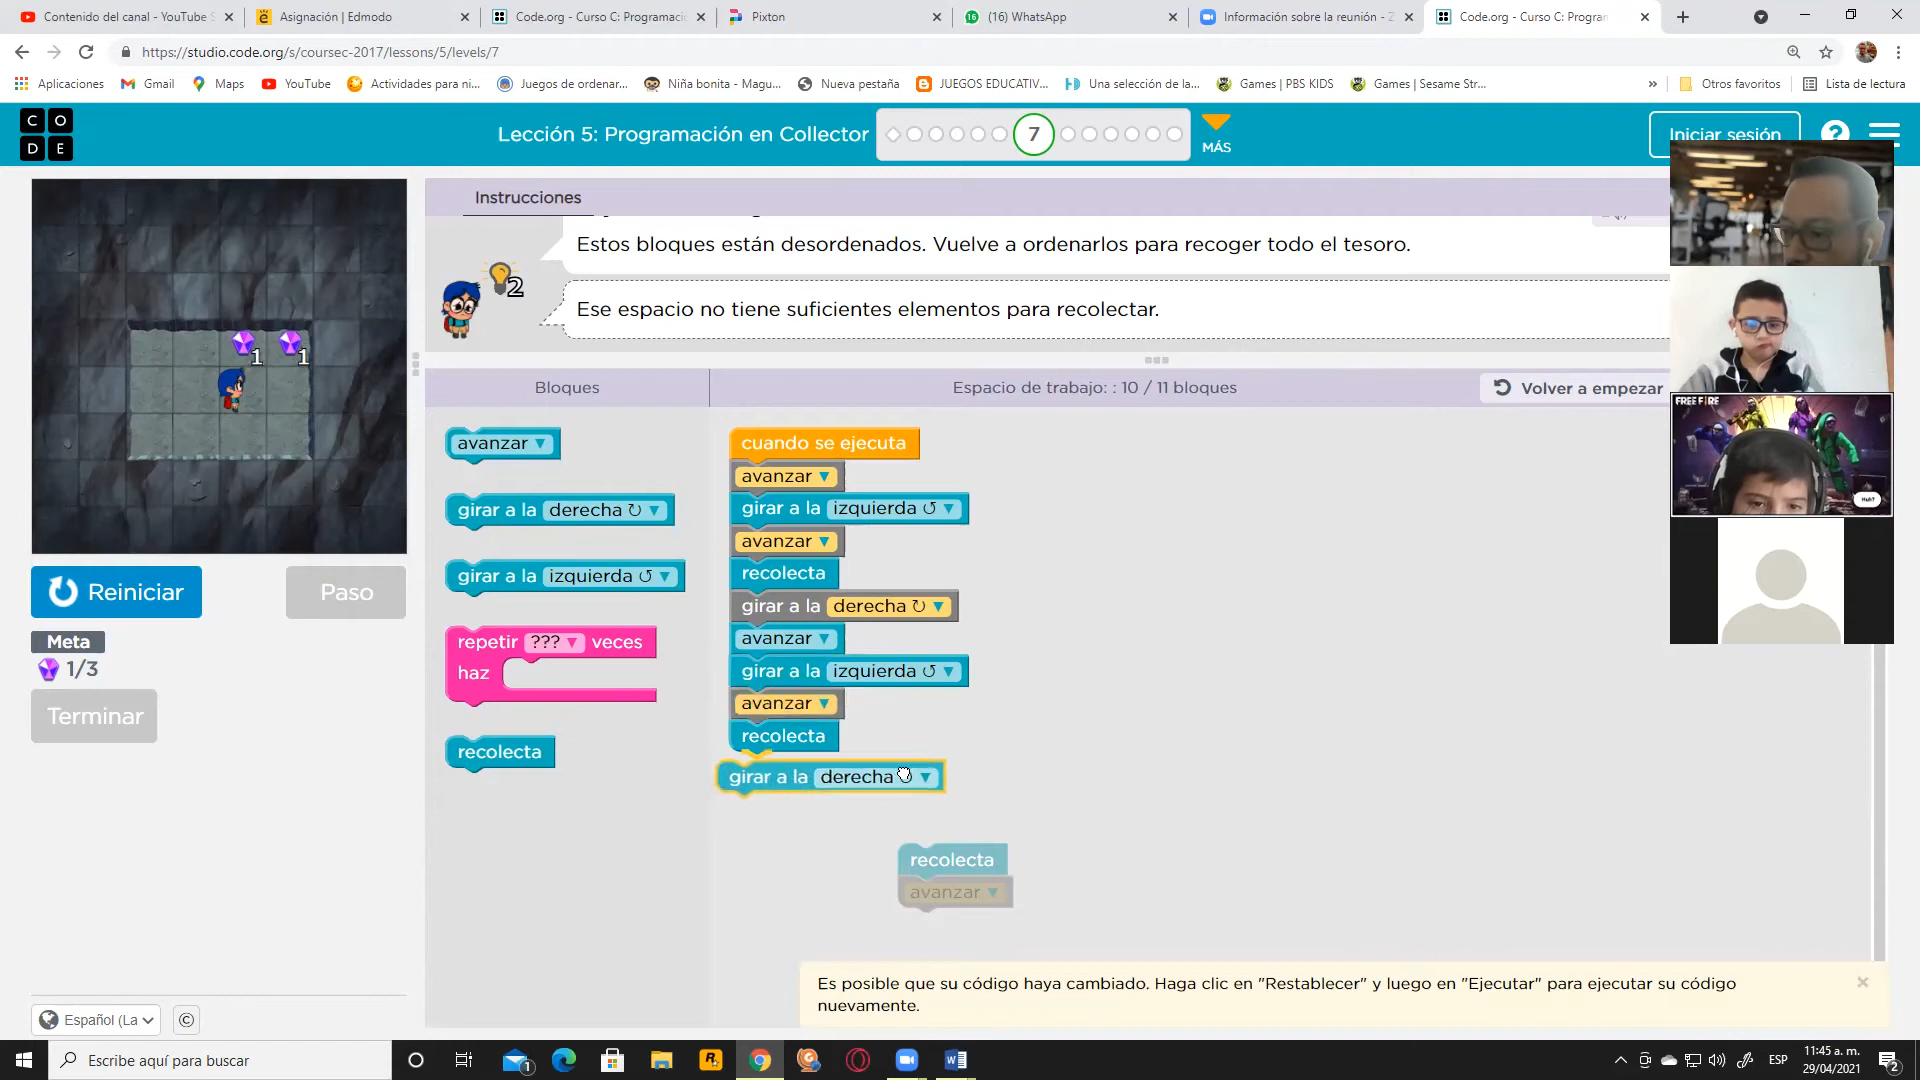 Contenido del canal - YouTube S
Asignación | Edmodo
Code.org - Curso C: Programació
Pixton
(16) WhatsApp
Información sobre la reunión - Z
Code.org - Curso C: Program
https://studio.code.org/s/coursec-2017/lessons/5/levels/7
Aplicaciones
Gmail
Maps
YouTube
Actividades para ni...
Juegos de ordenar...
Niña bonita - Magu...
Nueva pestaña
JUEGOS EDUCATIV...
Una selección de la...
Games | PBS KIDS
Games | Sesame Str...
Otros favoritos
Lista de lectura
CODE
Lección 5: Programación en Collector
7
MÁS
Iniciar sesión
?
Instrucciones
Estos bloques están desordenados. Vuelve a ordenarlos para recoger todo el tesoro.
2
Ese espacio no tiene suficientes elementos para recolectar.
1
1
Bloques
Espacio de trabajo: : 10 / 11 bloques
Volver a empezar
avanzar
girar a la derecha
girar a la izquierda
repetir ??? veces
haz
recolecta
cuando se ejecuta
avanzar
girar a la izquierda
avanzar
recolecta
girar a la derecha
avanzar
girar a la izquierda
avanzar
recolecta
girar a la derecha
recolecta
avanzar
Reiniciar
Paso
Meta
1/3
Terminar
FREE FIRE
Huh?
Es posible que su código haya cambiado. Haga clic en "Restablecer" y luego en "Ejecutar" para ejecutar su código
nuevamente.
Español (La
©
Escribe aquí para buscar
1
ESP
11:45 a. m.
29/04/2021
2